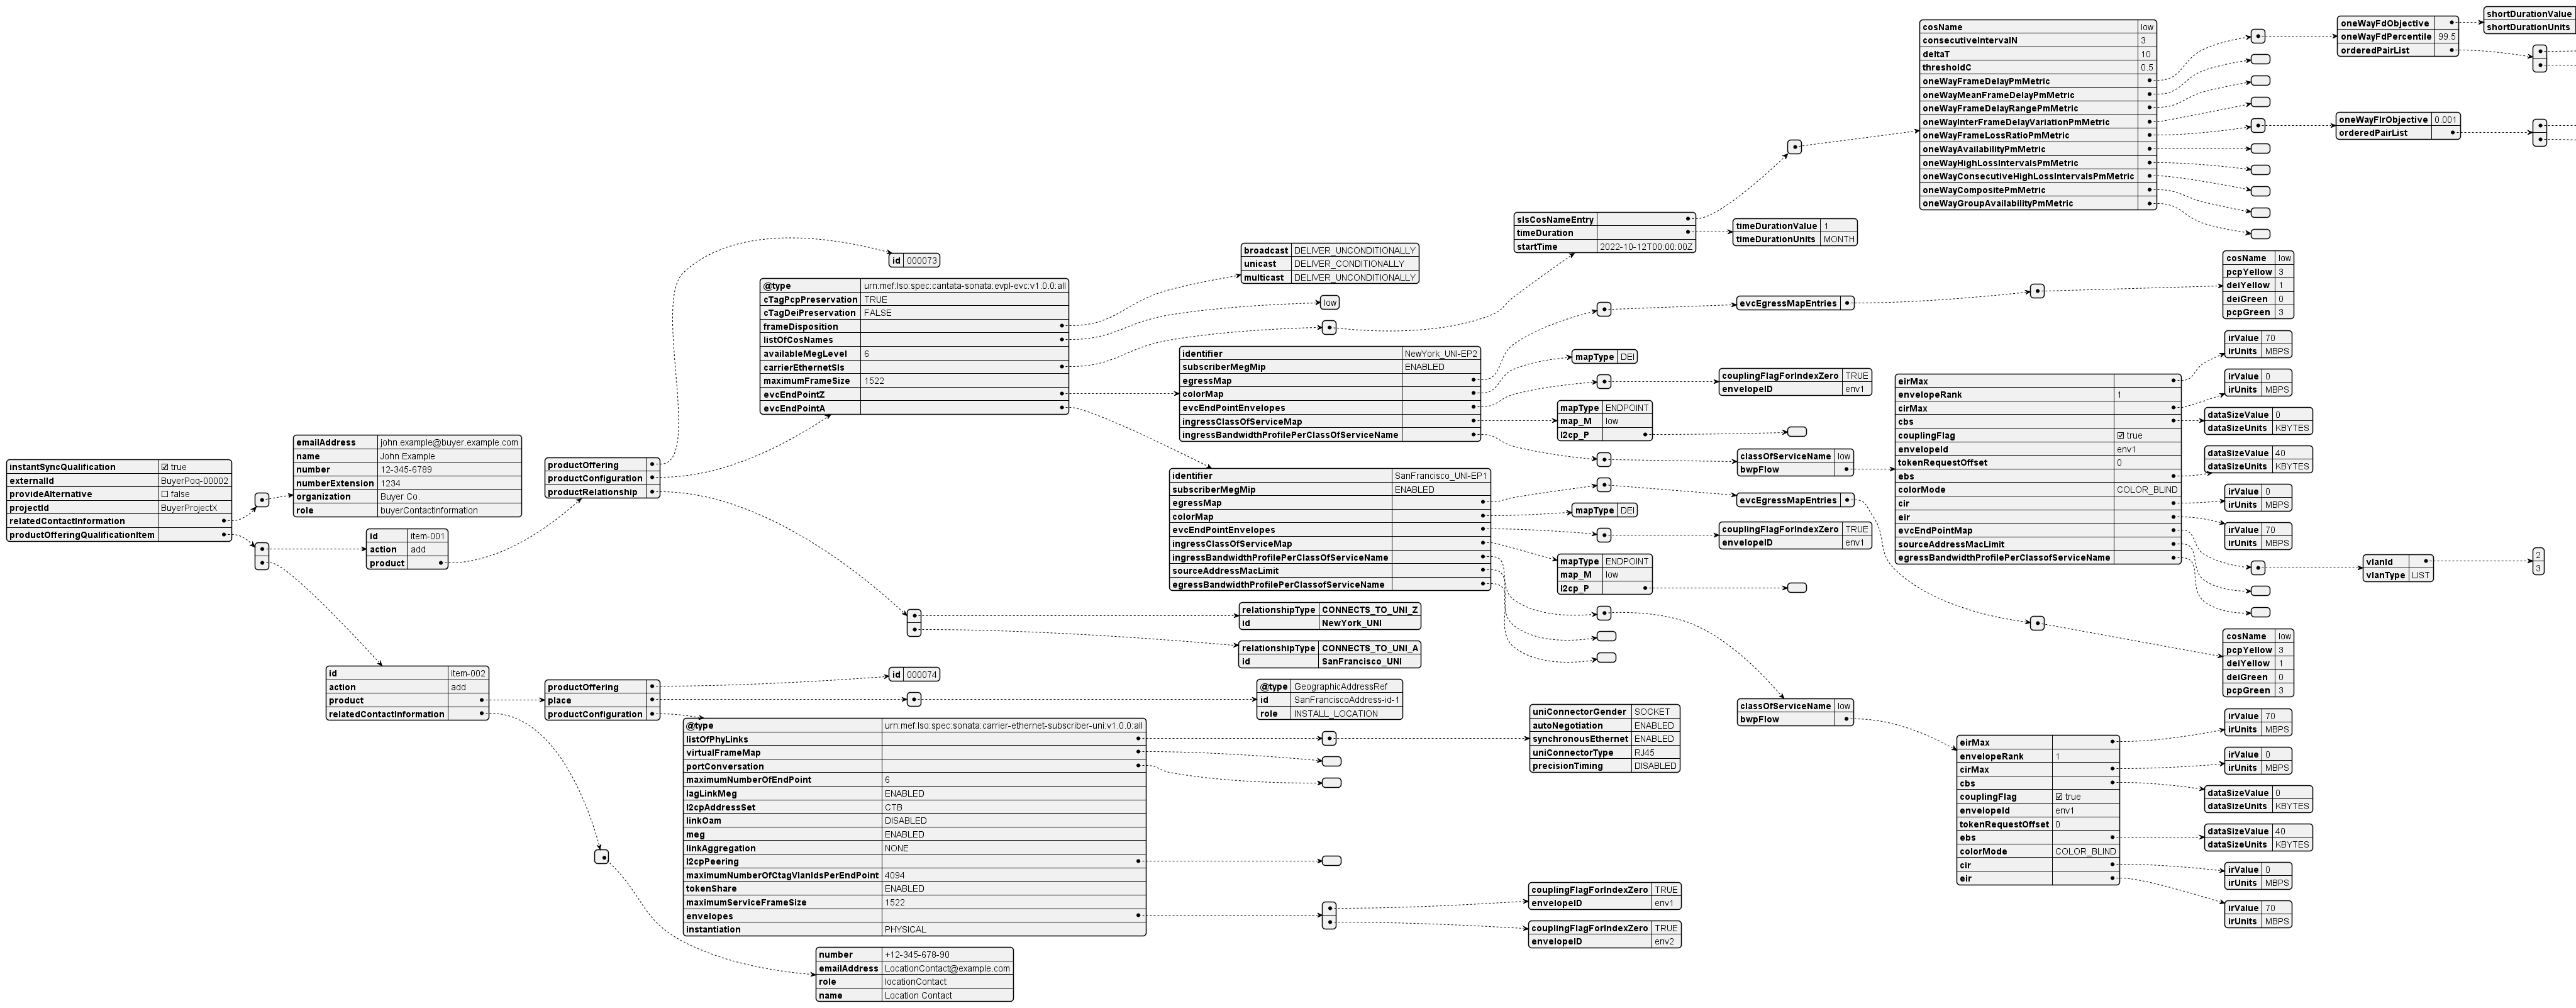 instantSyncQualification ☑ true
externalId BuyerPoq-00002
provideAlternative ☐ false
projectId BuyerProjectX
relatedContactInformation
productOfferingQualificationItem
emailAddress john.example@buyer.example.com
name John Example
number 12-345-6789
numberExtension 1234
organization Buyer Co.
role buyerContactInformation
id item-001
action add
product
productOffering
productConfiguration
productRelationship
id 000073
@type urn:mef:lso:spec:cantata-sonata:evpl-evc:v1.0.0:all
cTagPcpPreservation TRUE
cTagDeiPreservation FALSE
frameDisposition
listOfCosNames
availableMegLevel 6
carrierEthernetSls
maximumFrameSize 1522
evcEndPointZ
evcEndPointA
broadcast DELIVER_UNCONDITIONALLY
unicast DELIVER_CONDITIONALLY
multicast DELIVER_UNCONDITIONALLY
low
slsCosNameEntry
timeDuration
startTime 2022-10-12T00:00:00Z
timeDurationValue 1
timeDurationUnits MONTH
cosName low
consecutiveIntervalN 3
deltaT 10
thresholdC 0.5
oneWayFrameDelayPmMetric
oneWayMeanFrameDelayPmMetric
oneWayFrameDelayRangePmMetric
oneWayInterFrameDelayVariationPmMetric
oneWayFrameLossRatioPmMetric
oneWayAvailabilityPmMetric
oneWayHighLossIntervalsPmMetric
oneWayConsecutiveHighLossIntervalsPmMetric
oneWayCompositePmMetric
oneWayGroupAvailabilityPmMetric
oneWayFdObjective
oneWayFdPercentile 99.5
orderedPairList
shortDurationValue
shortDurationUnits
oneWayFlrObjective 0.001
orderedPairList
identifier NewYork_UNI-EP2
subscriberMegMip ENABLED
egressMap
colorMap
evcEndPointEnvelopes
ingressClassOfServiceMap
ingressBandwidthProfilePerClassOfServiceName
evcEgressMapEntries
cosName low
pcpYellow 3
deiYellow 1
deiGreen 0
pcpGreen 3
mapType DEI
couplingFlagForIndexZero TRUE
envelopeID env1
mapType ENDPOINT
map_M low
l2cp_P
classOfServiceName low
bwpFlow
eirMax
envelopeRank 1
cirMax
cbs
couplingFlag ☑ true
envelopeId env1
tokenRequestOffset 0
ebs
colorMode COLOR_BLIND
cir
eir
evcEndPointMap
sourceAddressMacLimit
egressBandwidthProfilePerClassofServiceName
irValue 70
irUnits MBPS
irValue 0
irUnits MBPS
dataSizeValue 0
dataSizeUnits KBYTES
dataSizeValue 40
dataSizeUnits KBYTES
irValue 0
irUnits MBPS
irValue 70
irUnits MBPS
vlanId
vlanType LIST
2
3
identifier SanFrancisco_UNI-EP1
subscriberMegMip ENABLED
egressMap
colorMap
evcEndPointEnvelopes
ingressClassOfServiceMap
ingressBandwidthProfilePerClassOfServiceName
sourceAddressMacLimit
egressBandwidthProfilePerClassofServiceName
evcEgressMapEntries
cosName low
pcpYellow 3
deiYellow 1
deiGreen 0
pcpGreen 3
mapType DEI
couplingFlagForIndexZero TRUE
envelopeID env1
mapType ENDPOINT
map_M low
l2cp_P
classOfServiceName low
bwpFlow
eirMax
envelopeRank 1
cirMax
cbs
couplingFlag ☑ true
envelopeId env1
tokenRequestOffset 0
ebs
colorMode COLOR_BLIND
cir
eir
irValue 70
irUnits MBPS
irValue 0
irUnits MBPS
dataSizeValue 0
dataSizeUnits KBYTES
dataSizeValue 40
dataSizeUnits KBYTES
irValue 0
irUnits MBPS
irValue 70
irUnits MBPS
relationshipType CONNECTS_TO_UNI_Z
id NewYork_UNI
relationshipType CONNECTS_TO_UNI_A
id SanFrancisco_UNI
id item-002
action add
product
relatedContactInformation
productOffering
place
productConfiguration
id 000074
@type GeographicAddressRef
id SanFranciscoAddress-id-1
role INSTALL_LOCATION
@type urn:mef:lso:spec:sonata:carrier-ethernet-subscriber-uni:v1.0.0:all
listOfPhyLinks
virtualFrameMap
portConversation
maximumNumberOfEndPoint 6
lagLinkMeg ENABLED
l2cpAddressSet CTB
linkOam DISABLED
meg ENABLED
linkAggregation NONE
l2cpPeering
maximumNumberOfCtagVlanIdsPerEndPoint 4094
tokenShare ENABLED
maximumServiceFrameSize 1522
envelopes
instantiation PHYSICAL
uniConnectorGender SOCKET
autoNegotiation ENABLED
synchronousEthernet ENABLED
uniConnectorType RJ45
precisionTiming DISABLED
couplingFlagForIndexZero TRUE
envelopeID env1
couplingFlagForIndexZero TRUE
envelopeID env2
number +12-345-678-90
emailAddress LocationContact@example.com
role locationContact
name Location Contact